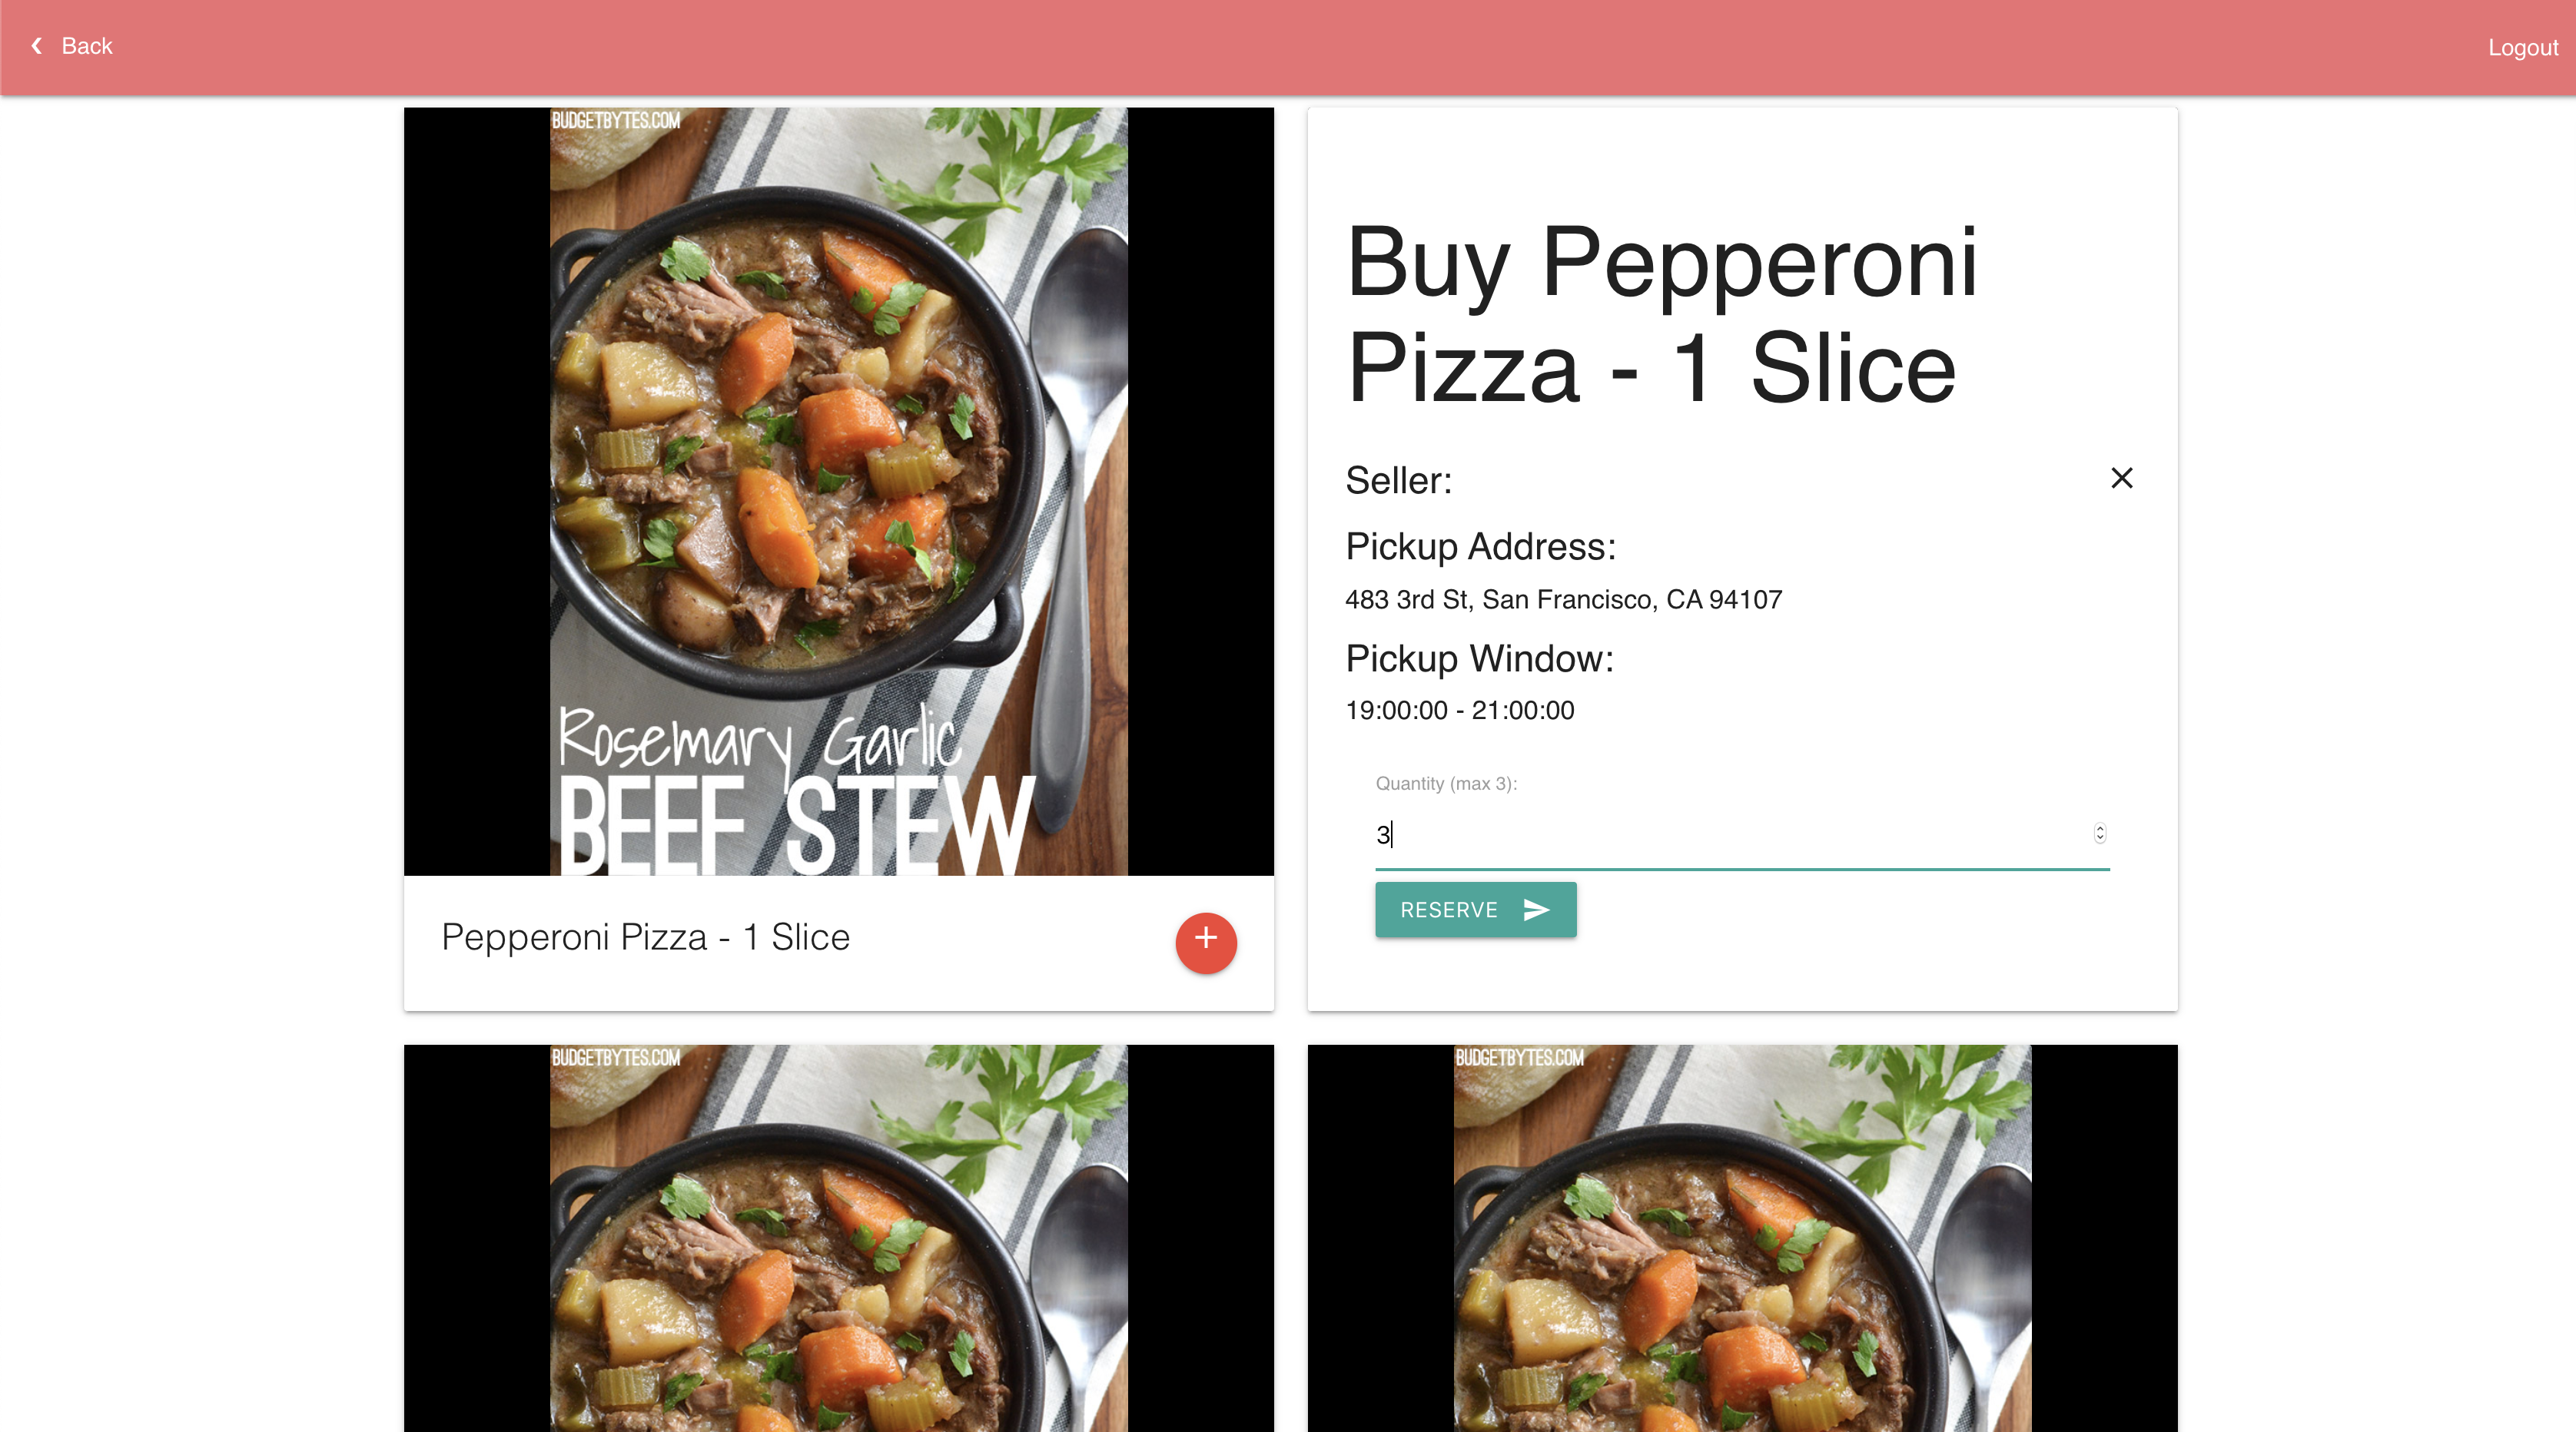 Back
Logout
BUDGETBYTES.COM
Rosemary Garlic
BEEF STEW
Pepperoni Pizza - 1 Slice
Buy Pepperoni
Pizza - 1 Slice
Seller:
Pickup Address:
483 3rd St, San Francisco, CA 94107
Pickup Window:
19:00:00 - 21:00:00
Quantity (max 3):
3
RESERVE
BUDGETBYTES.COM
BUDGETBYTES.COM